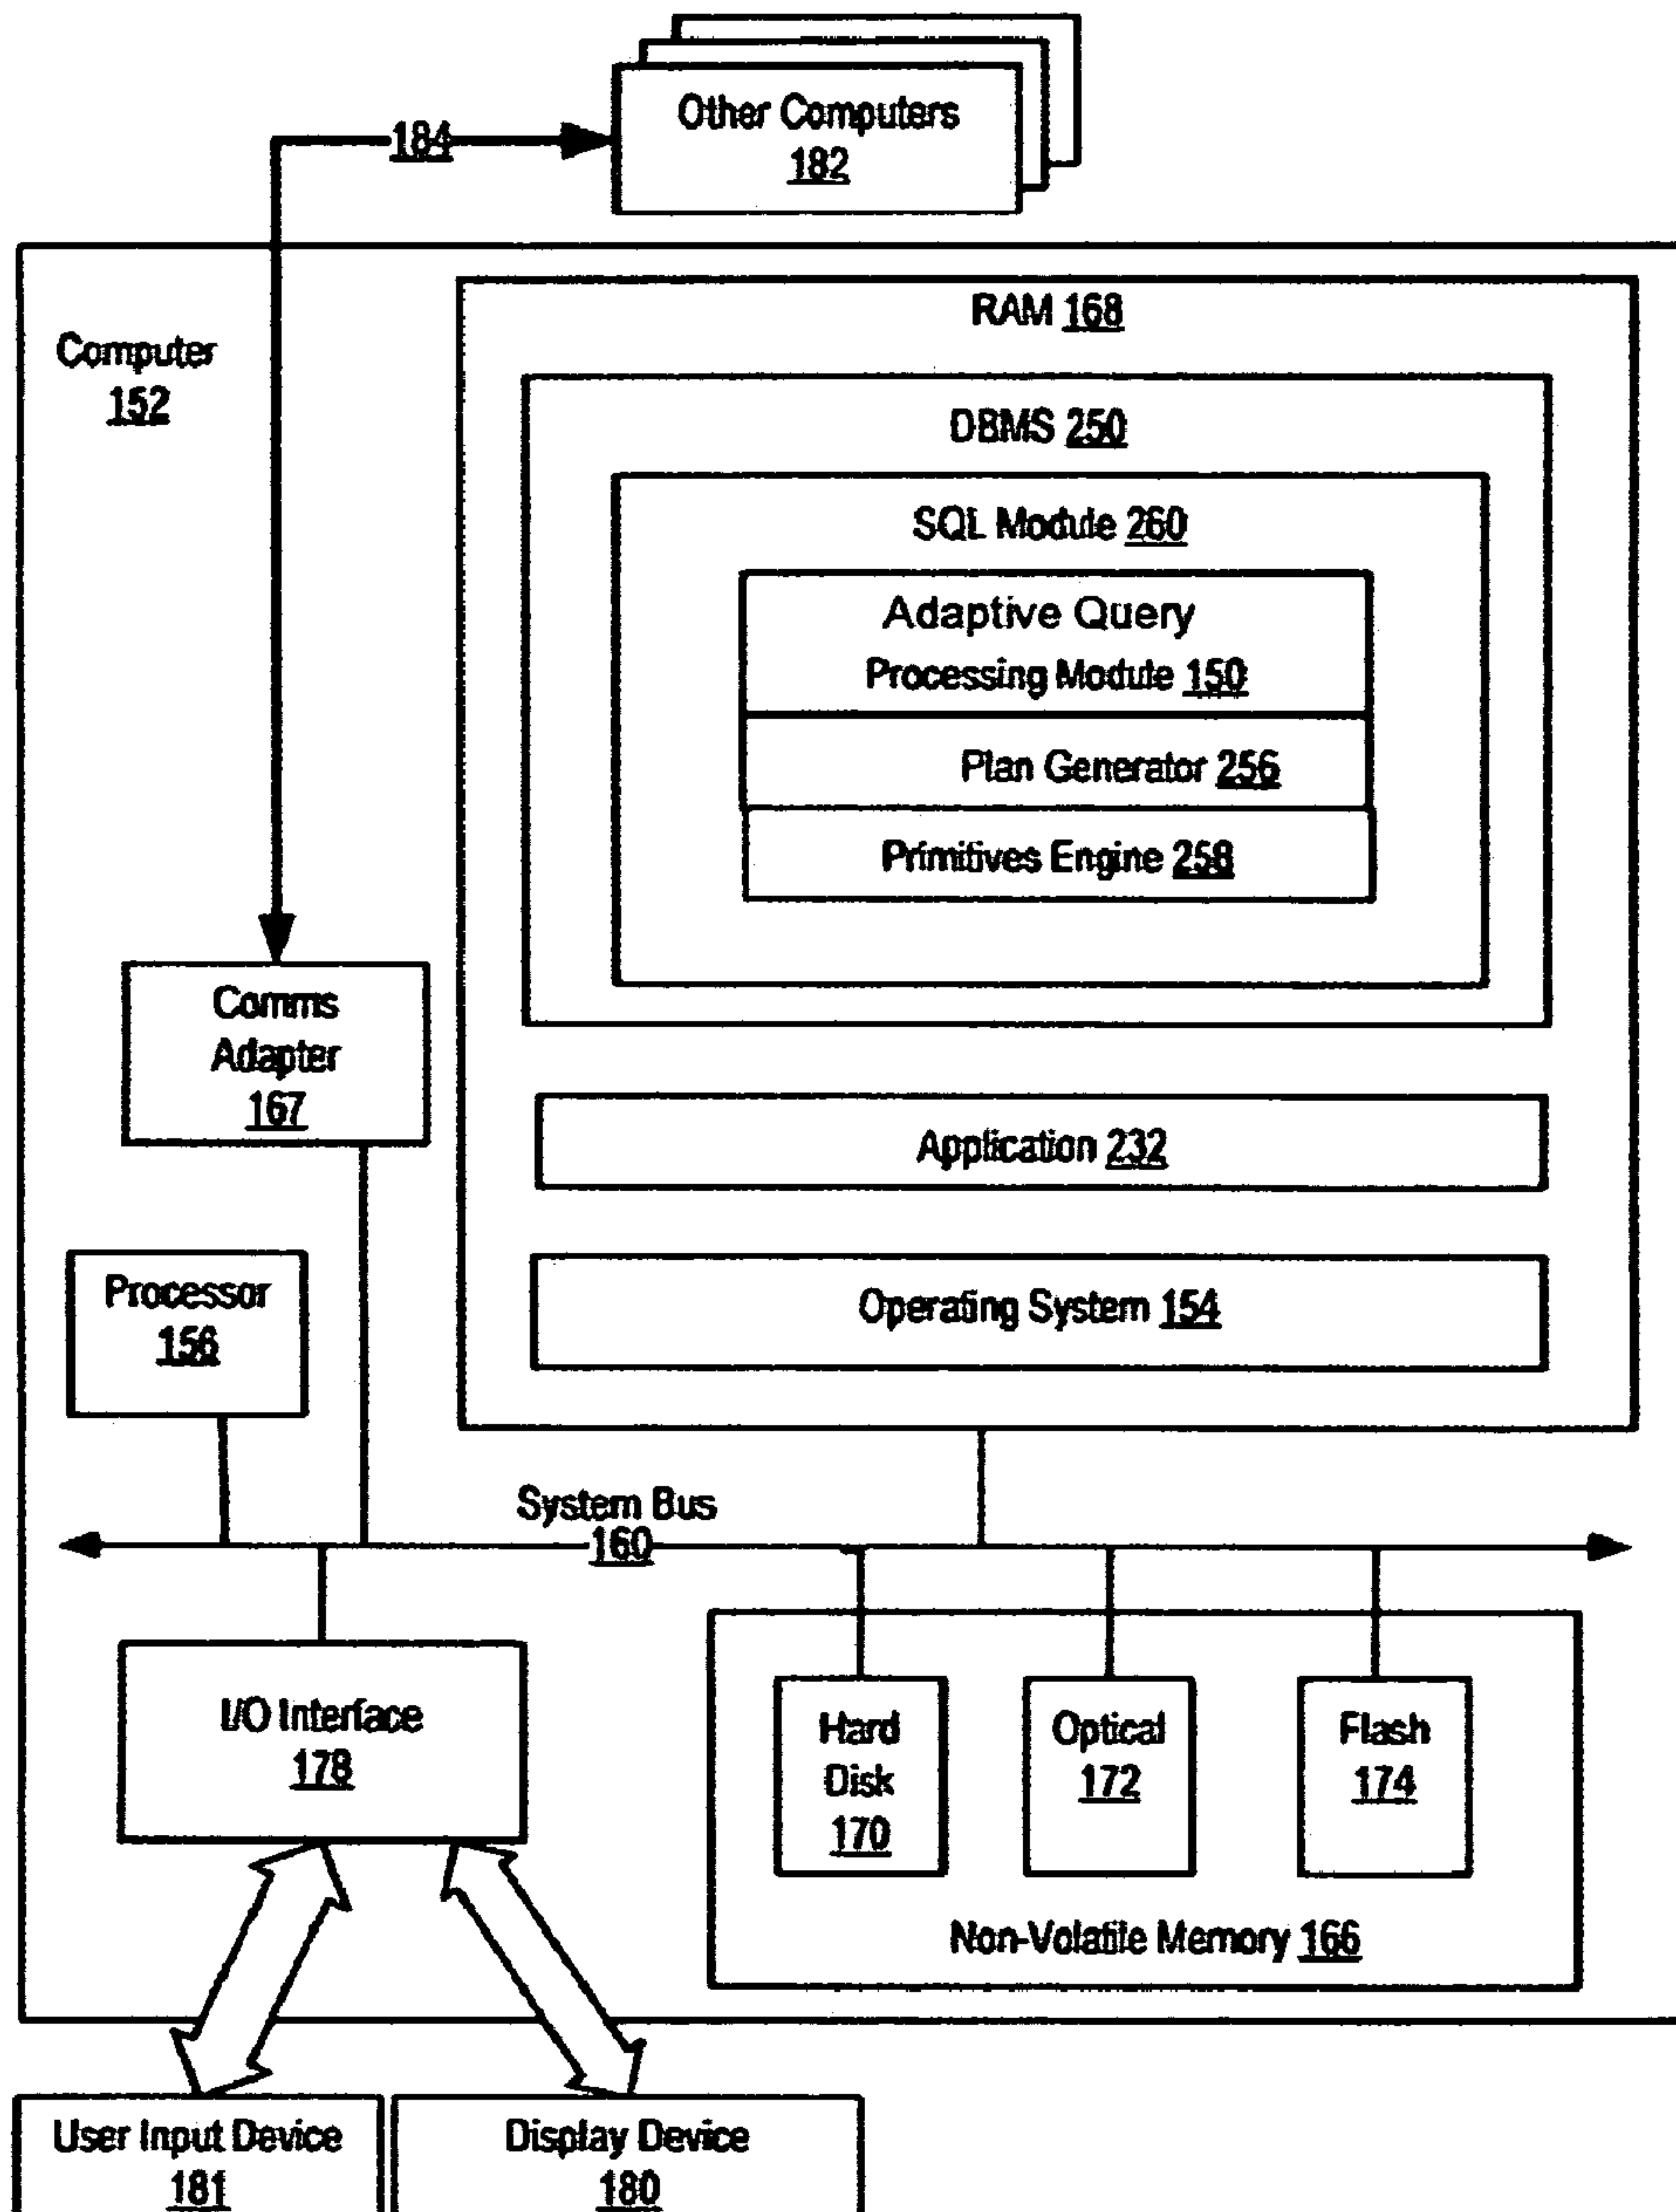 Other Computers
182
184
Computer
152
RAM 168
DBMS 250
SQL Module 260
Adaptive Query
Processing Module 150
Plan Generator 256
Primitives Engine 258
Comms
Adapter
167
Application 232
Processor
156
Operating System 154
System Bus
160
I/O Interface
178
Hard
Disk
170
Optical
172
Flash
174
Non-Volatile Memory 166
User Input Device
181
Display Device
180